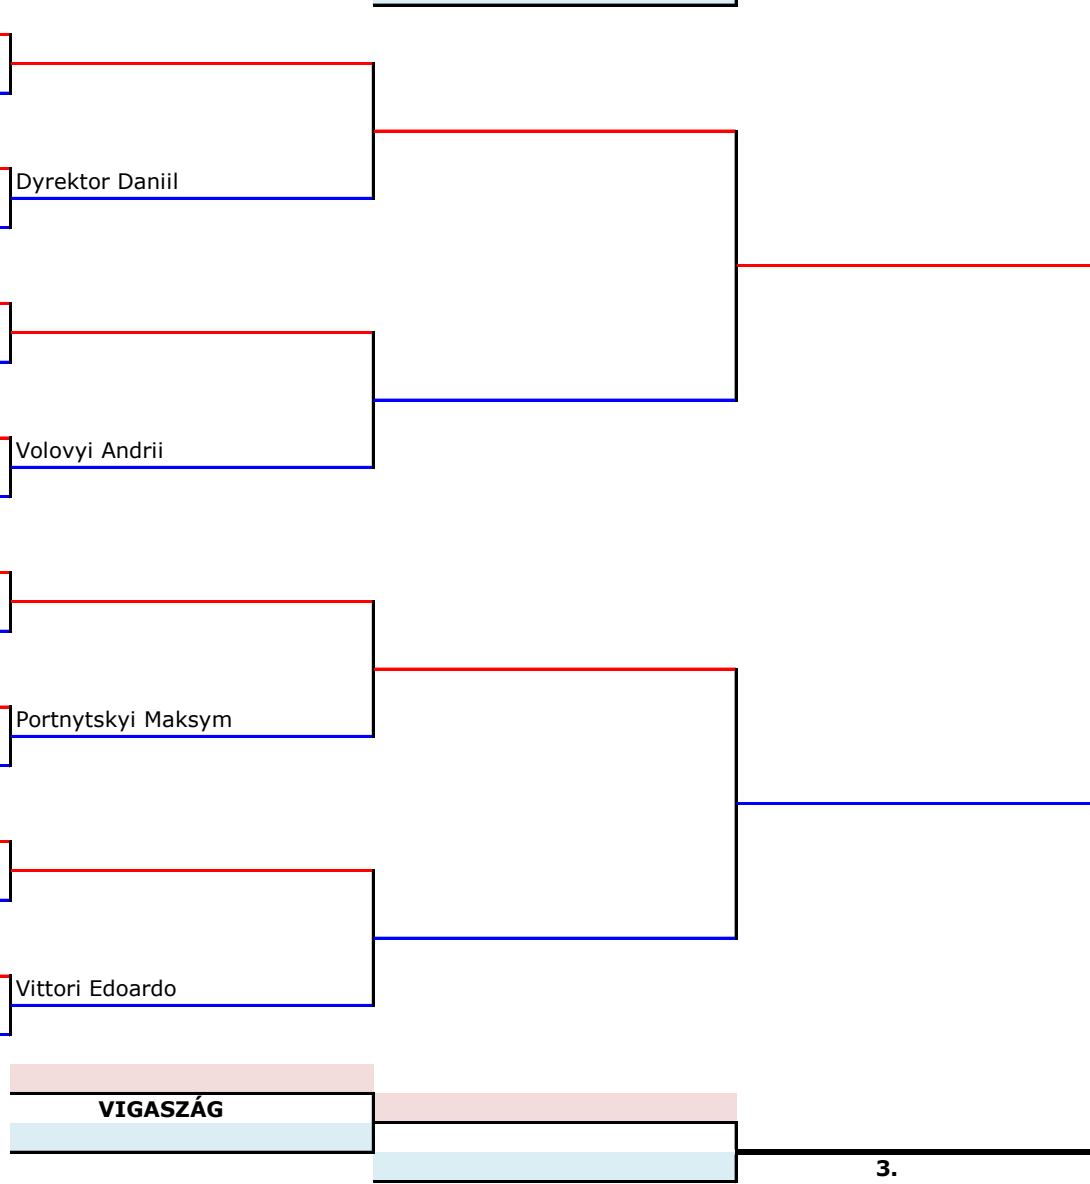 Dyrektor Daniil
Volovyi Andrii
Portnytskyi Maksym
Vittori Edoardo
VIGASZÁG
3.